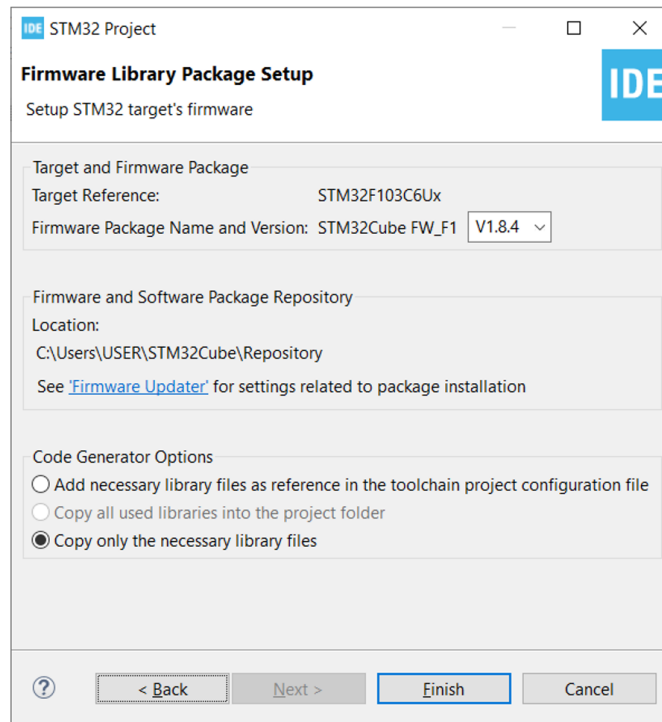 IDE STM32 Project
Firmware Library Package Setup
Setup STM32 target's firmware
IDE
Target and Firmware Package
Target Reference: STM32F103C6Ux
Firmware Package Name and Version: STM32Cube FW_F1 V1.8.4
Firmware and Software Package Repository
Location:
C:\Users\USER\STM32Cube\Repository
See 'Firmware Updater' for settings related to package installation
Code Generator Options
Add necessary library files as reference in the toolchain project configuration file
Copy all used libraries into the project folder
Copy only the necessary library files
? < Back Next > Finish Cancel